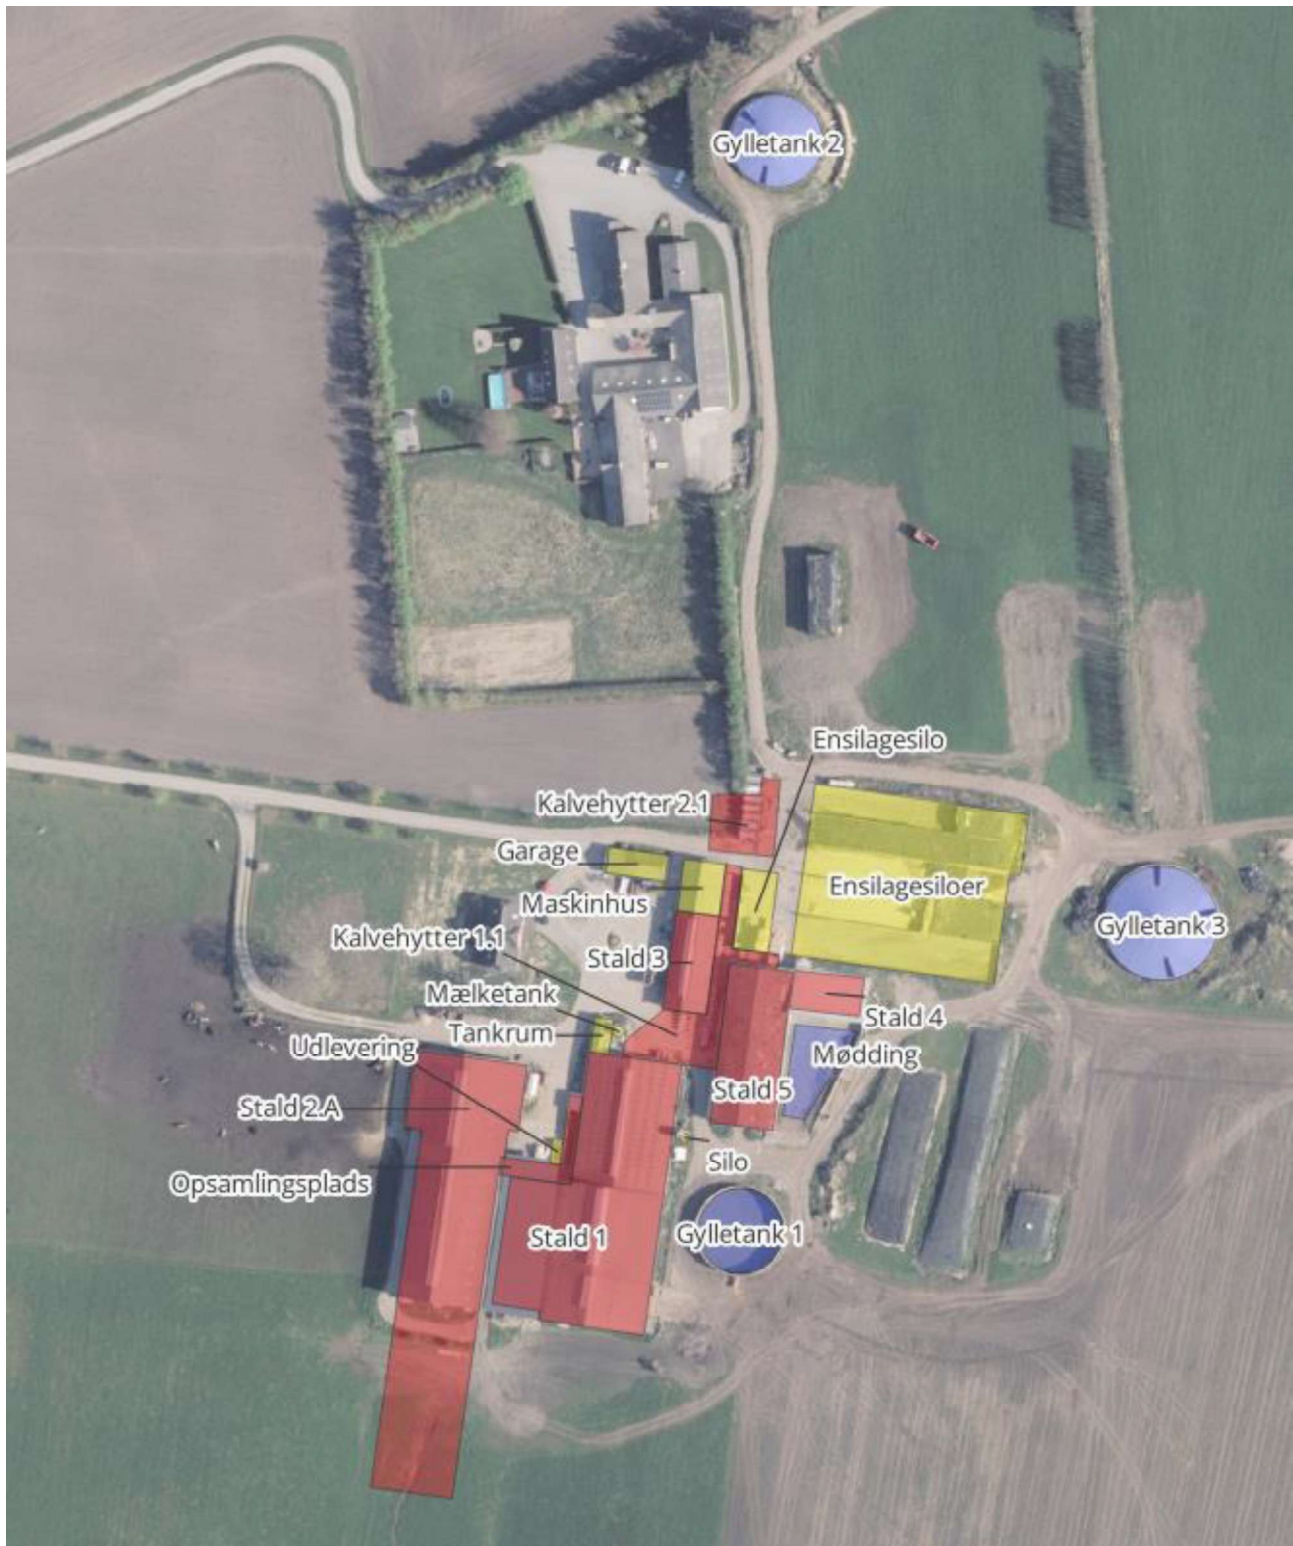 Gylletank 2
Ensilagesilo
Kalvehytter 2.1
Garage
Ensilagesiloer
Maskinhus
Gylletank 3
Kalvehytter 1.1
Stald 3
Mælketank
Stald 4
Tankrum
Udlevering
Mødding
Stald 5
Stald 2.A
Silo
Opsamlingsplads
Stald 1
Gylletank 1